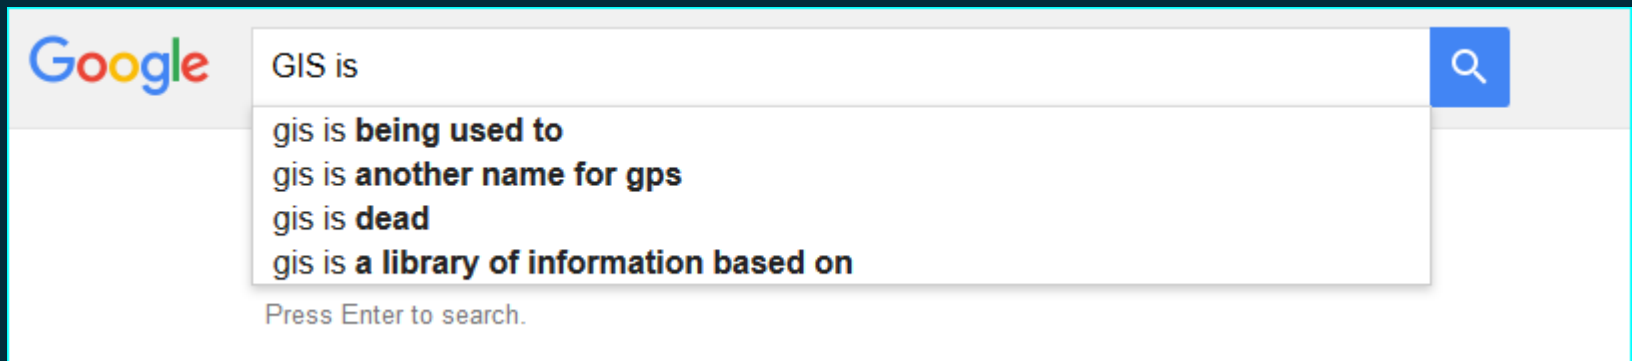 Google
GIS is
gis is being used to
gis is another name for gps
gis is dead
gis is a library of information based on
Press Enter to search.